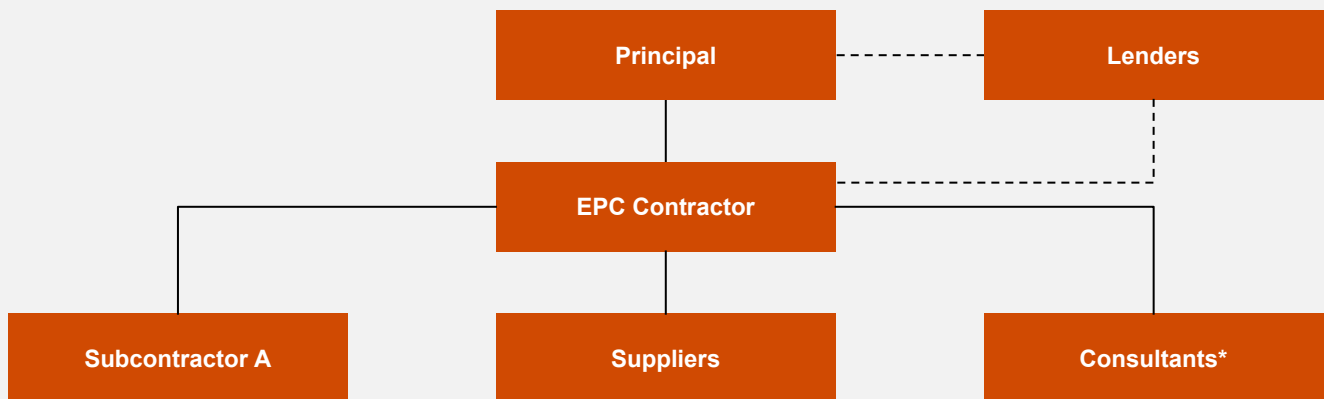 Principal
Lenders
EPC Contractor
Subcontractor A
Suppliers
Consultants*